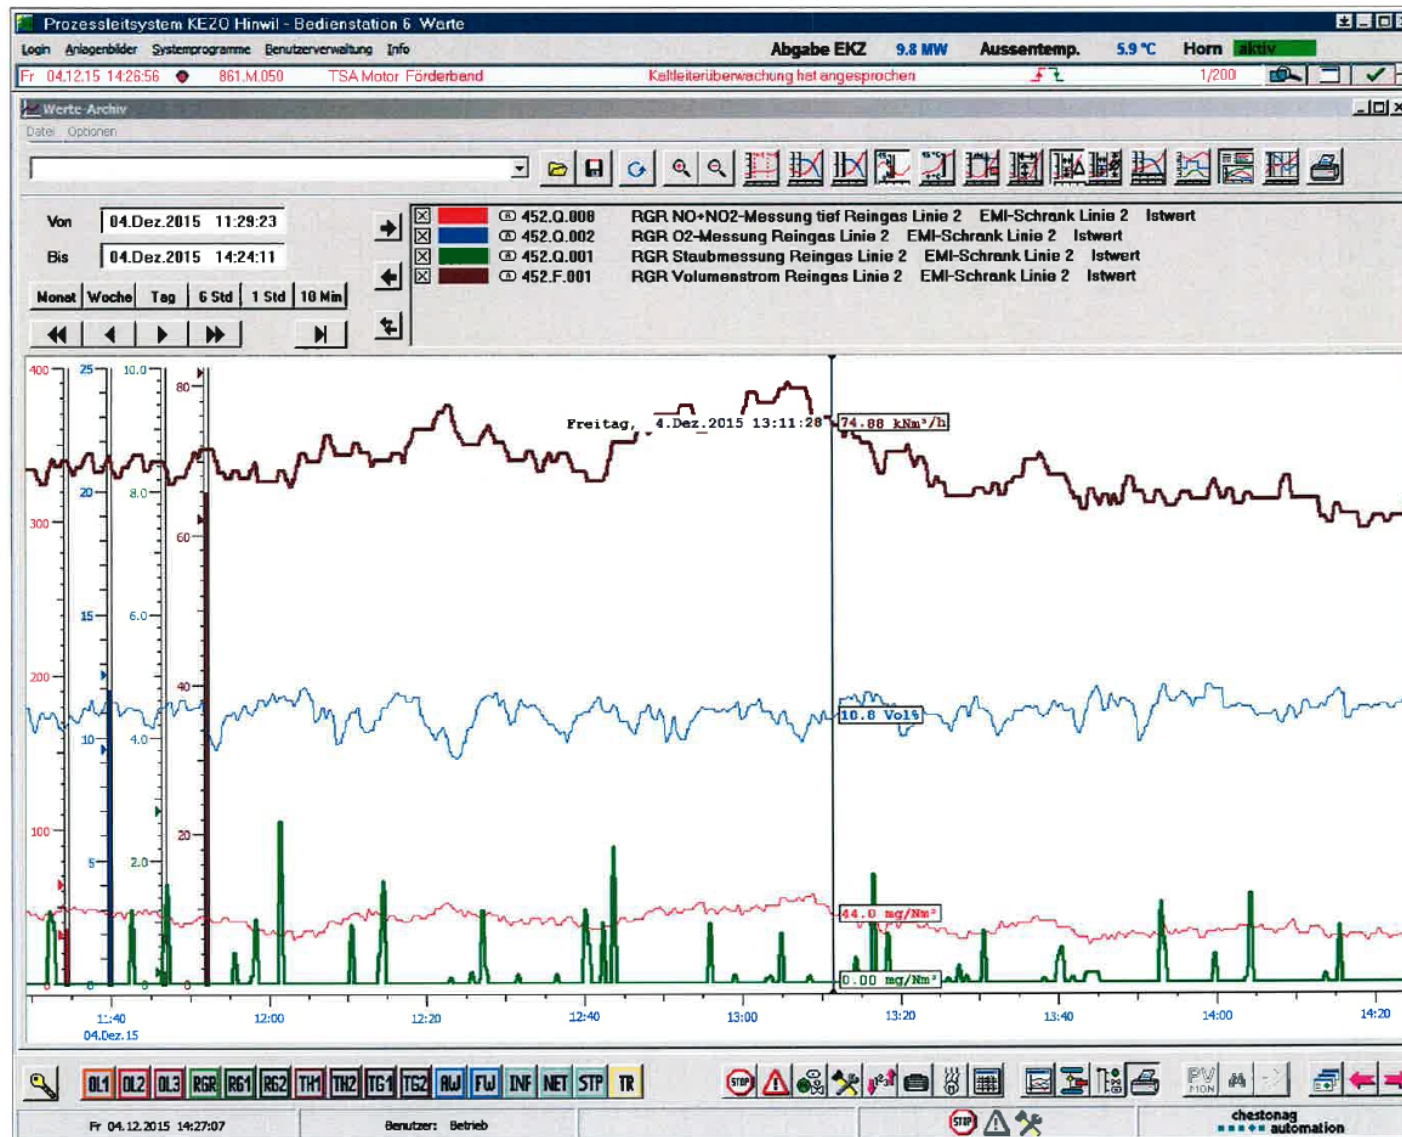 Prozessleitsystem KEZO Hinwil - Bedienstation 6 Warte
Login Anlagenbilder Systemprogramme Benutzerverwaltung Info Abgabe EKZ 9.8 MW Aussentemp. 5.9 °C Horn aktiv
Fr 04.12.15 14:26:56 861.M.050 TSA Motor Förderband Kaltleiterüberwachung hat angesprochen 1/200
Werte-Archiv
Datei Optionen
Von 04.Dez.2015 11:29:23
Bis 04.Dez.2015 14:24:11
Monat Woche Tag 6 Std 1 Std 10 Min
452.Q.008 RGR NO+NO2-Messung tief Reingas Linie 2 EMI-Schrank Linie 2 Istwert
452.Q.002 RGR O2-Messung Reingas Linie 2 EMI-Schrank Linie 2 Istwert
452.Q.001 RGR Staubmessung Reingas Linie 2 EMI-Schrank Linie 2 Istwert
452.F.001 RGR Volumenstrom Reingas Linie 2 EMI-Schrank Linie 2 Istwert
400 25 10.0
80
Freitag, 4.Dez.2015 13:11:28 74.88 kNm³/h
20 8.0
300
60
15 6.0
200
40
10 4.0
10.8 Vol%
100
20
5 2.0
44.0 mg/Nm³
0 0 0
0.00 mg/Nm³
11:40 12:00 12:20 12:40 13:00 13:20 13:40 14:00 14:20
04.Dez.15
OL1 OL2 OL3 RGR RG1 RG2 TH1 TH2 TG1 TG2 AW FW INF NET STP TR STOP PV MON
Fr 04.12.2015 14:27:07 Benutzer: Betrieb STOP chestonag
automation